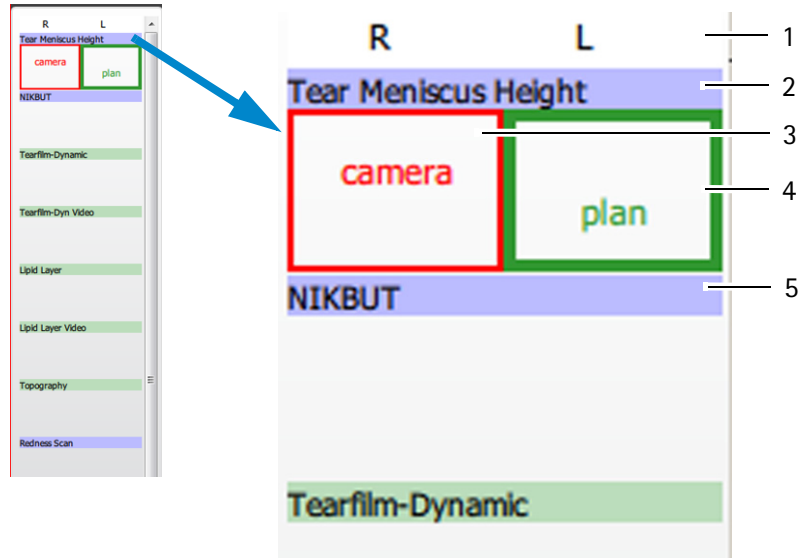 R L
Tear Meniscus Height
camera
plan
NIKBUT
Tearfilm-Dynamic
Tearfilm-Dyn Video
Lipid Layer
Lipid Layer Video
Topography
Redness Scan
R L 1
Tear Meniscus Height 2
3
camera
4
plan
NIKBUT 5
Tearfilm-Dynamic